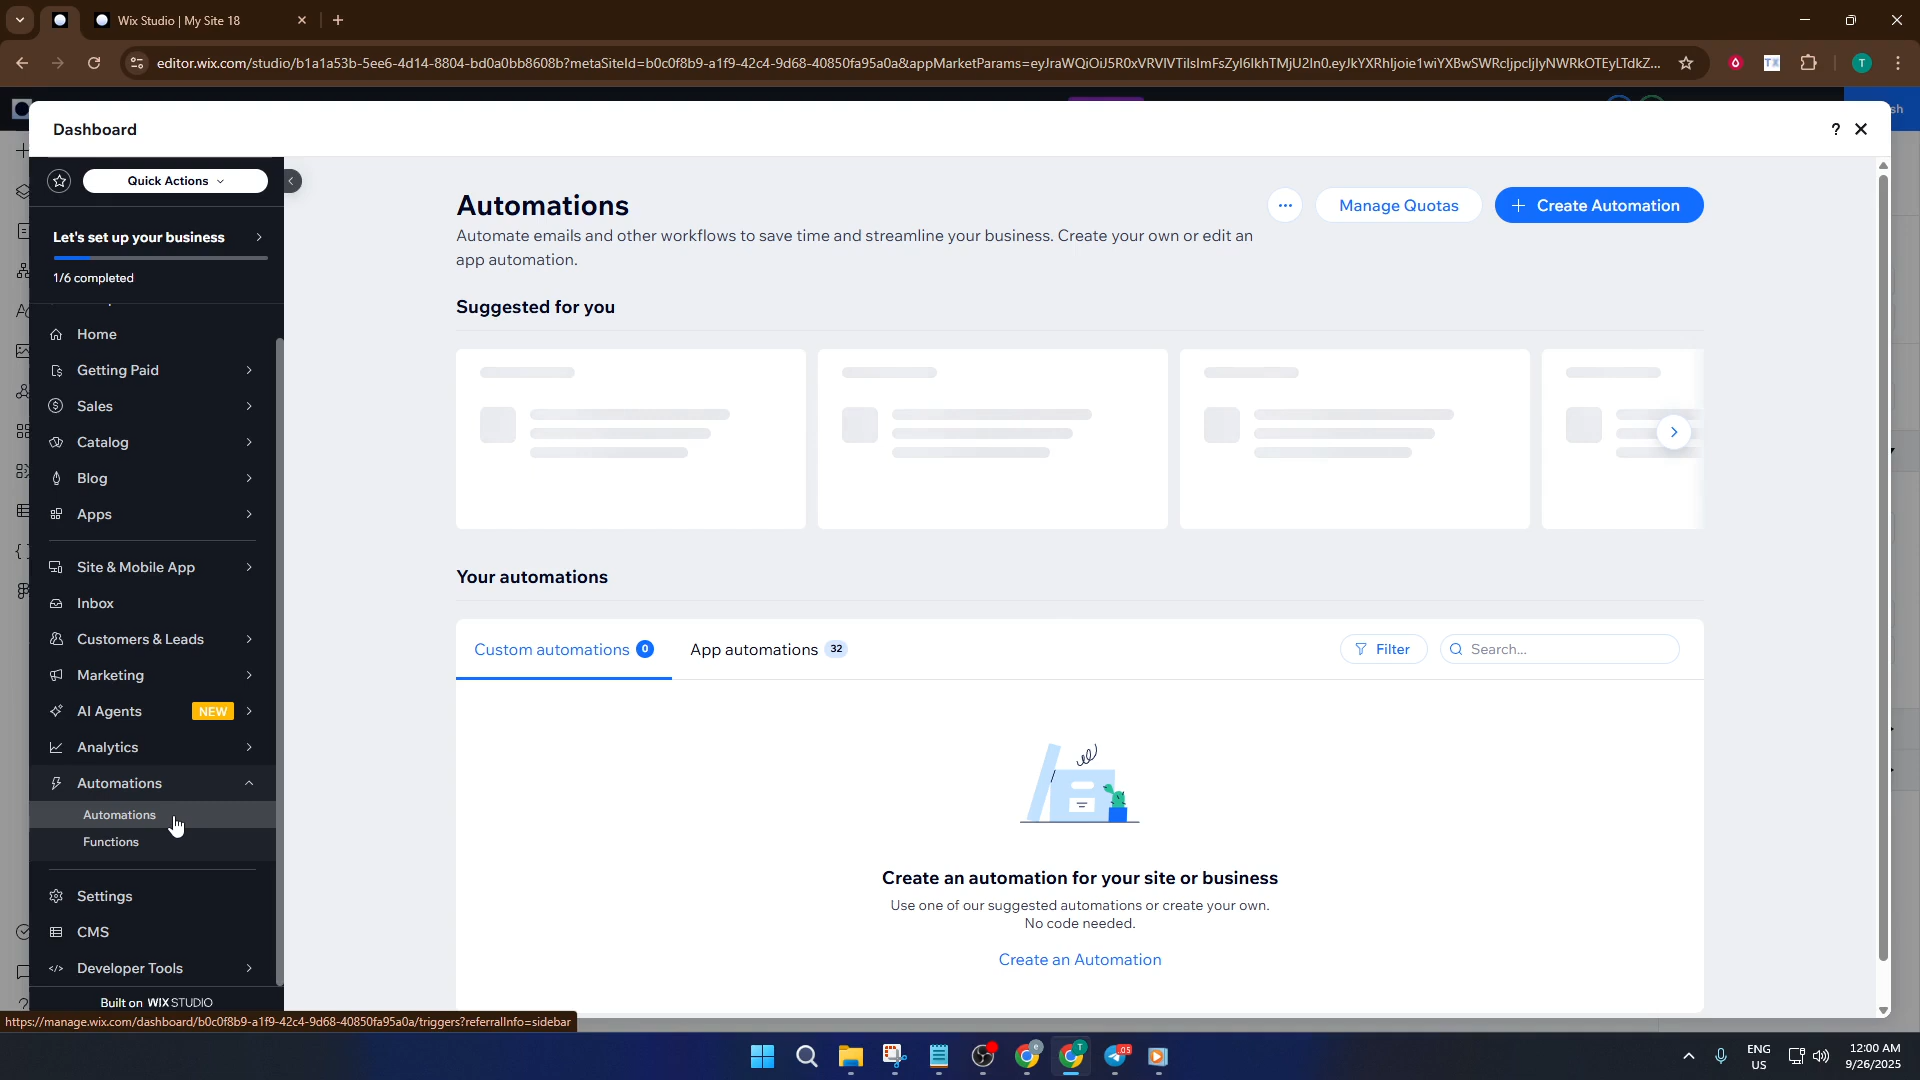 Wix Studio | My Site 18
editor.wix.com/studio/b1a1a53b-5ee6-4d14-8804-bd0a0bb8608b?metaSiteId=b0c0f8b9-a1f9-42c4-9d68-40850fa95a0a&appMarketParams=
T
Dashboard
?
Quick Actions
Let's set up your business
1/6 completed
Home
Getting Paid
Sales
Catalog
Blog
Apps
Site & Mobile App
Inbox
Customers & Leads
Marketing
AI Agents NEW
Analytics
Automations
Automations
Functions
Settings
CMS
Developer Tools
Built on WIX STUDIO
Automations
Manage Quotas
+ Create Automation
Automate emails and other workflows to save time and streamline your business. Create your own or edit an
app automation.
Suggested for you
Your automations
Custom automations 0
App automations 32
Filter
Search...
Create an automation for your site or business
Use one of our suggested automations or create your own.
No code needed.
Create an Automation
https://manage.wix.com/dashboard/b0c0f8b9-a1f9-42c4-9d68-40850fa95a0a/triggers?referralInfo=sidebar
ENG
US
12:00 AM
9/26/2025